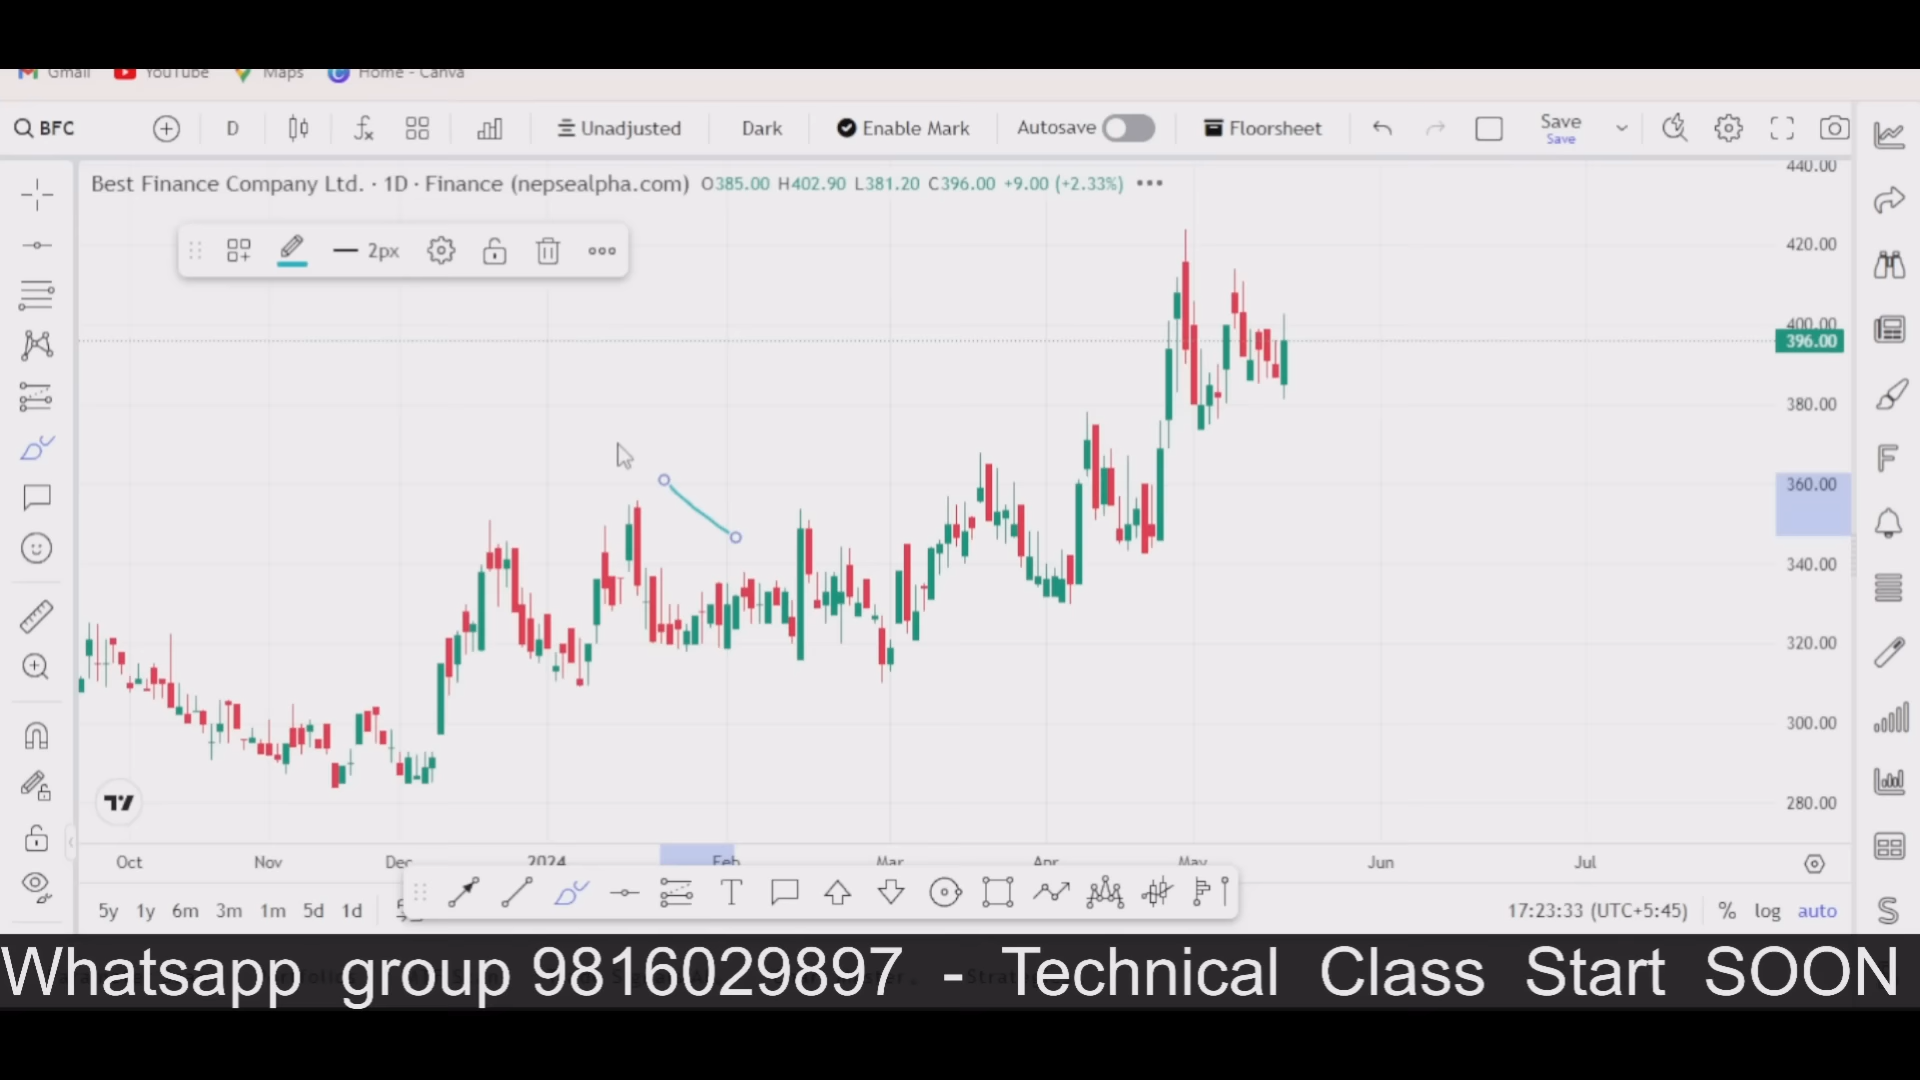 Gmail YouTube Maps Home - Canva
BFC D Unadjusted Dark Enable Mark Autosave Floorsheet Save
Save
Best Finance Company Ltd. · 1D · Finance (nepsealpha.com) O385.00 H402.90 L381.20 C396.00 +9.00 (+2.33%)
2px
440.00
420.00
400.00
396.00
380.00
360.00
340.00
320.00
300.00
280.00
Oct Nov Dec 2024 Feb Mar Apr May Jun Jul
5y 1y 6m 3m 1m 5d 1d 17:23:33 (UTC+5:45) % log auto
Whatsapp group 9816029897 - Technical Class Start SOON